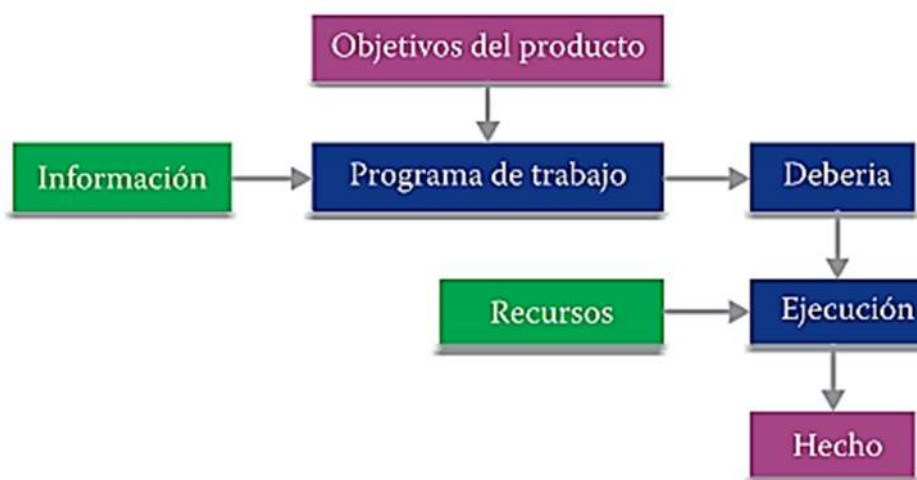 Objetivos del producto
Información
Programa de trabajo
Deberia
Recursos
Ejecución
Hecho